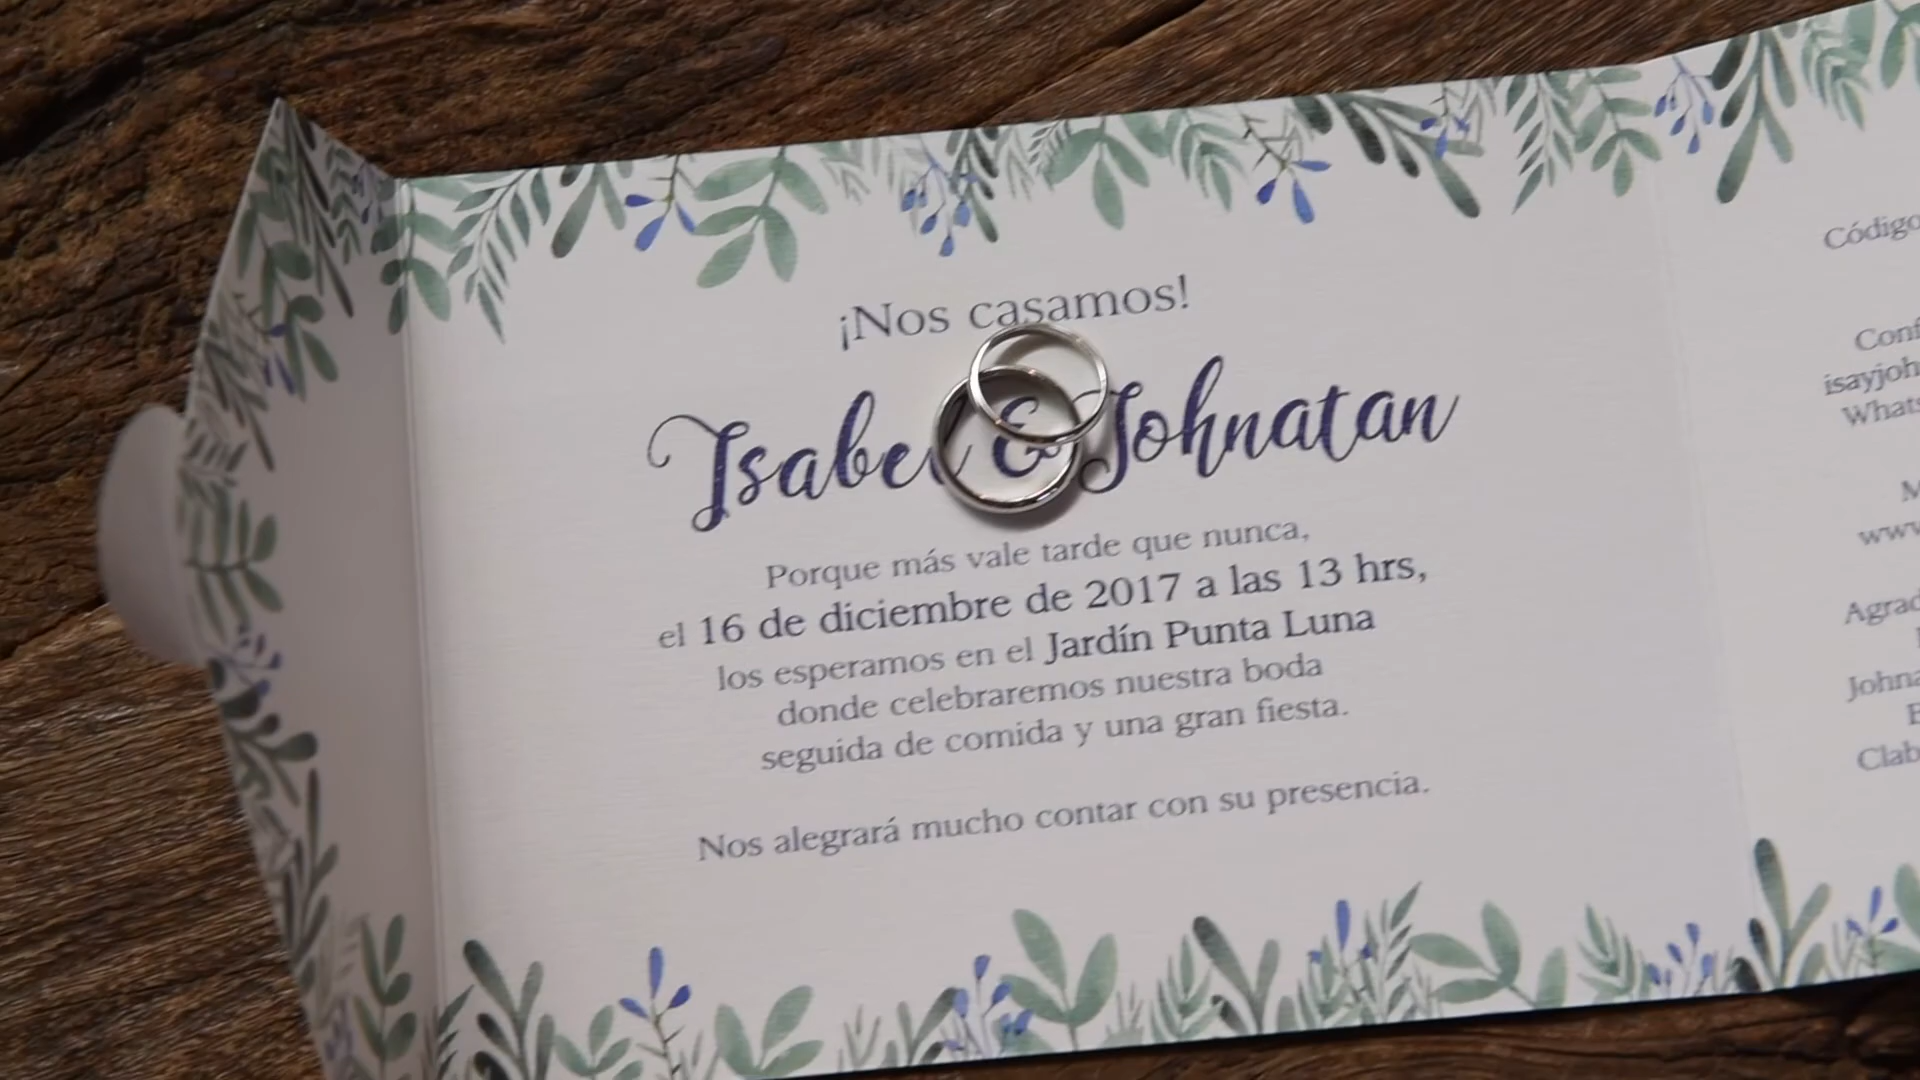 ¡Nos casamos!
Isabel & Johnatan
Porque más vale tarde que nunca,
el 16 de diciembre de 2017 a las 13 hrs,
los esperamos en el Jardín Punta Luna
donde celebraremos nuestra boda
seguida de comida y una gran fiesta.
Nos alegrará mucho contar con su presencia.
Código